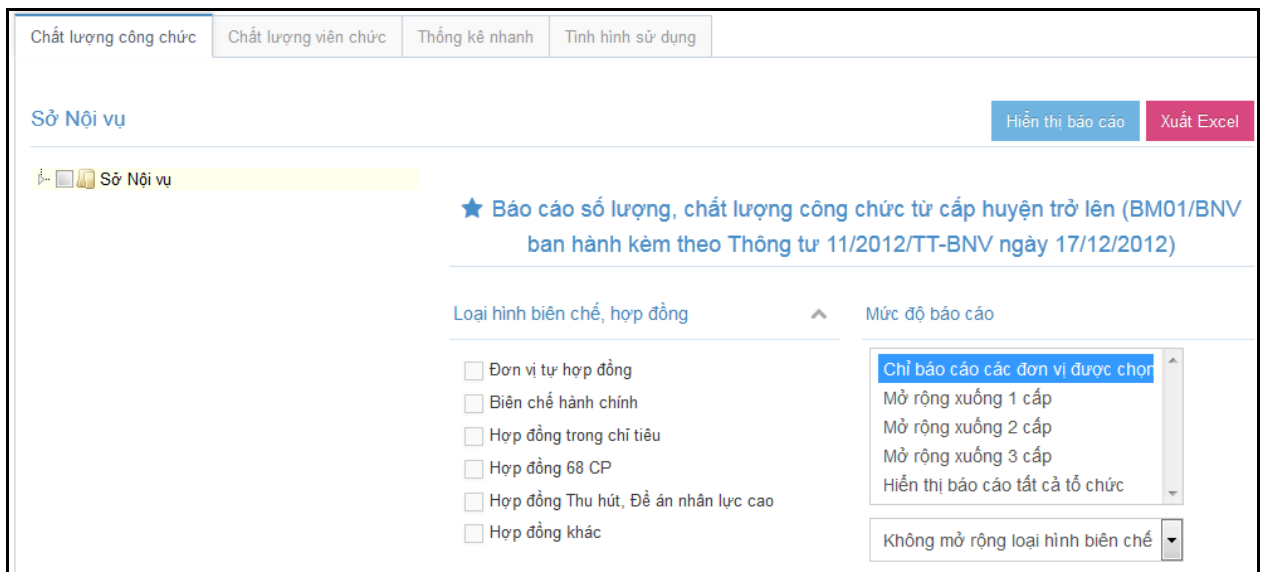 Chất lượng công chức
Chất lượng viên chức
Thống kê nhanh
Tình hình sử dụng
Sở Nội vụ
Hiển thị báo cáo
Xuất Excel
Sở Nội vụ
Báo cáo số lượng, chất lượng công chức từ cấp huyện trở lên (BM01/BNV
ban hành kèm theo Thông tư 11/2012/TT-BNV ngày 17/12/2012)
Loại hình biên chế, hợp đồng
Đơn vị tự hợp đồng
Biên chế hành chính
Hợp đồng trong chỉ tiêu
Hợp đồng 68 CP
Hợp đồng Thu hút, Đề án nhân lực cao
Hợp đồng khác
Mức độ báo cáo
Chỉ báo cáo các đơn vị được chọn
Mở rộng xuống 1 cấp
Mở rộng xuống 2 cấp
Mở rộng xuống 3 cấp
Hiển thị báo cáo tất cả tổ chức
Không mở rộng loại hình biên chế